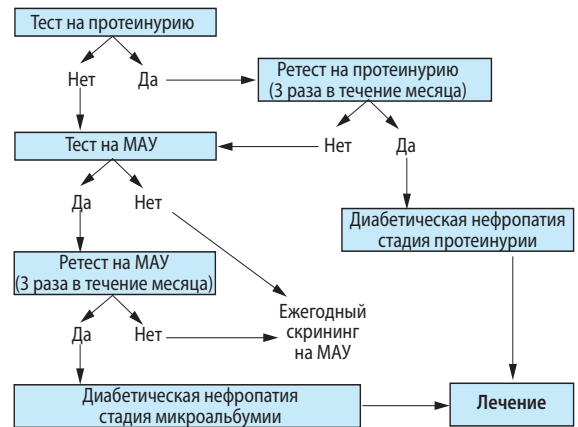 Тест на протеинурию
Нет
Да
Ретест на протеинурию
(3 раза в течение месяца)
Тест на МАУ
Нет
Да
Да
Нет
Диабетическая нефропатия
стадия протеинурии
Ретест на МАУ
(3 раза в течение месяца)
Ежегодный
скрининг
на МАУ
Да
Нет
Диабетическая нефропатия
стадия микроальбумии
Лечение